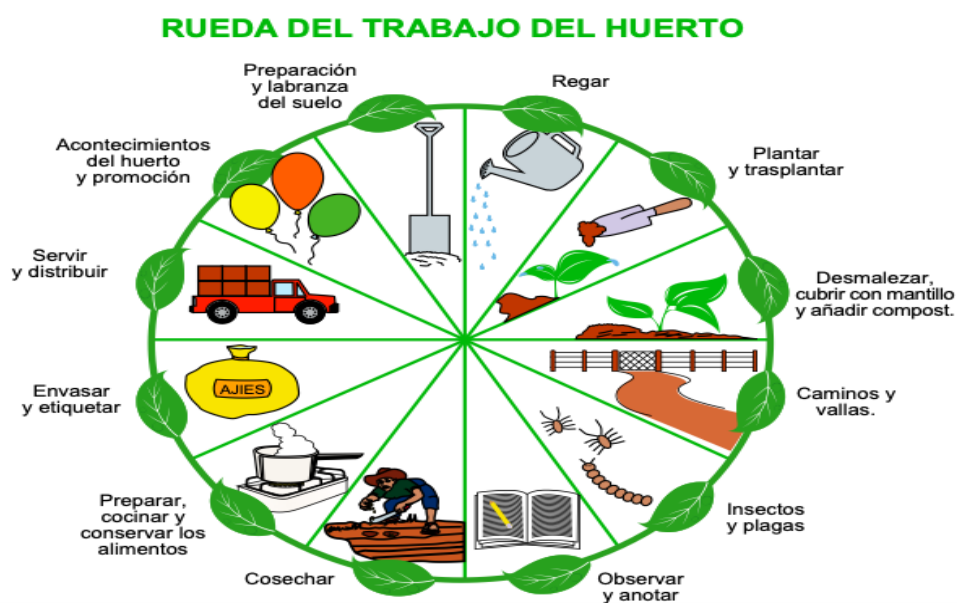 RUEDA DEL TRABAJO DEL HUERTO
Preparación
y labranza
del suelo
Regar
Plantar
y trasplantar
Desmalezar,
cubrir con mantillo
y añadir compost.
Caminos y
vallas.
Insectos
y plagas
Observar
y anotar
Cosechar
Preparar,
cocinar y
conservar los
alimentos
Envasar
y etiquetar
AJIES
Servir
y distribuir
Acontecimientos
del huerto
y promoción